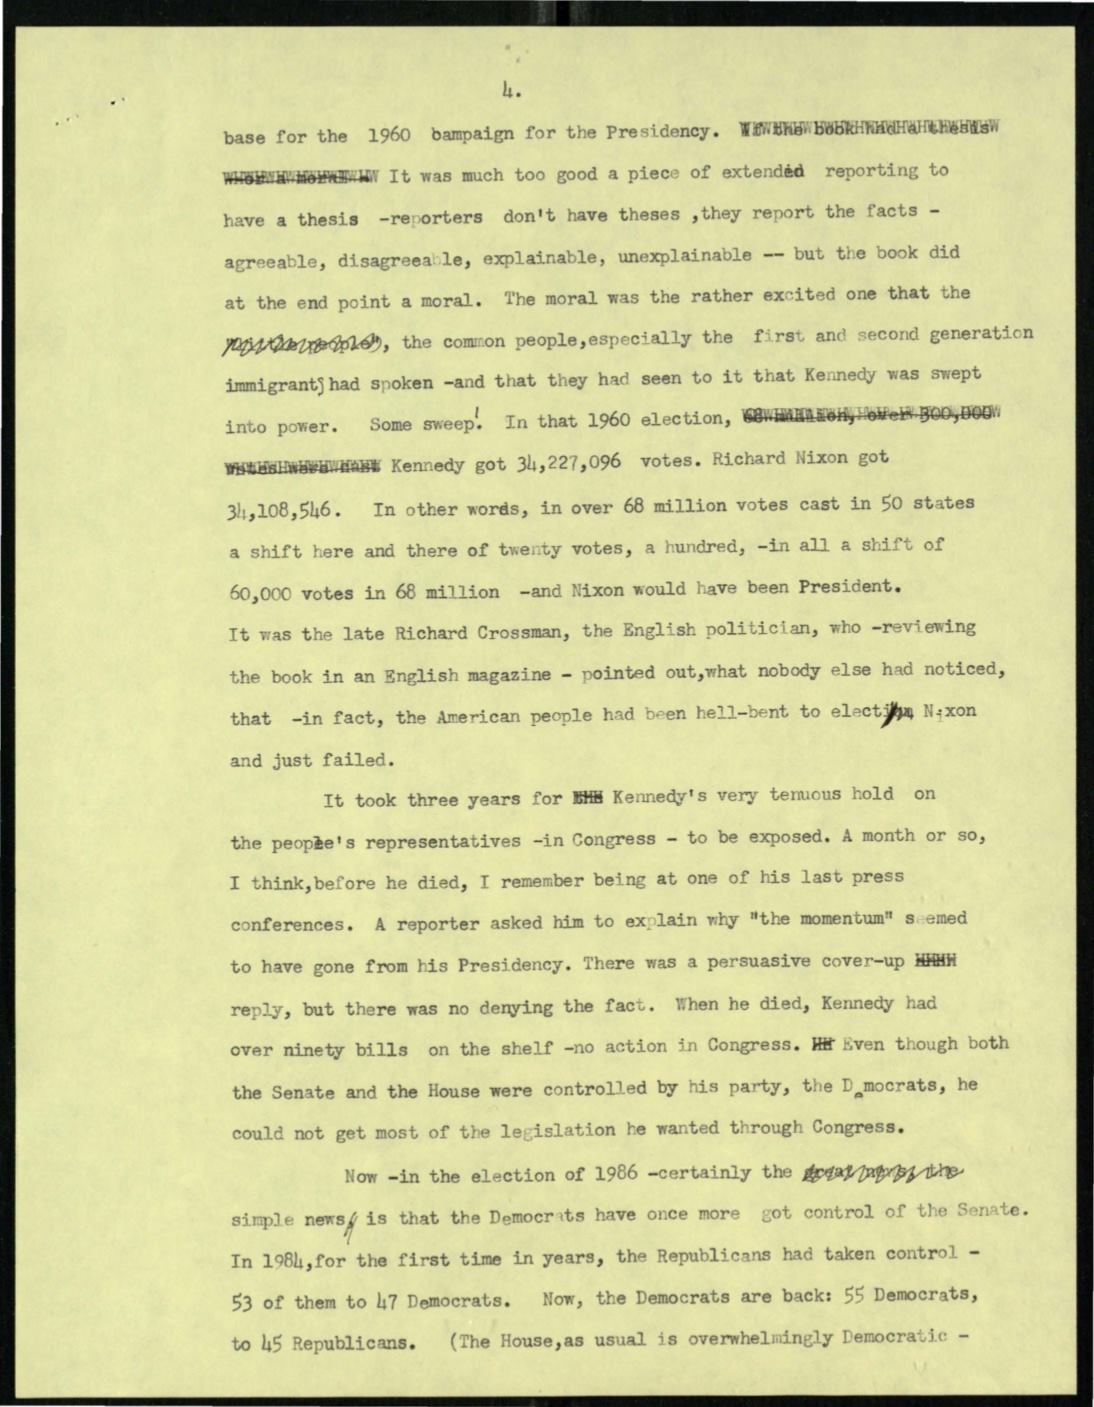 4.
base for the 1960 bampaign for the Presidency. If the book had a thesis
or a moral It was much too good a piece of extended reporting to
have a thesis -reporters don't have theses ,they report the facts -
agreeable, disagreeable, explainable, unexplainable -- but the book did
at the end point a moral. The moral was the rather excited one that the
, the common people,especially the first and second generation
immigrants had spoken -and that they had seen to it that Kennedy was swept
into power. Some sweep! In that 1960 election, 68 million, over 300,000
votes were cast Kennedy got 34,227,096 votes. Richard Nixon got
34,108,546. In other words, in over 68 million votes cast in 50 states
a shift here and there of twenty votes, a hundred, -in all a shift of
60,000 votes in 68 million -and Nixon would have been President.
It was the late Richard Crossman, the English politician, who -reviewing
the book in an English magazine - pointed out,what nobody else had noticed,
that -in fact, the American people had been hell-bent to elect Nixon
and just failed.
It took three years for Kennedy's very tenuous hold on
the people's representatives -in Congress - to be exposed. A month or so,
I think,before he died, I remember being at one of his last press
conferences. A reporter asked him to explain why "the momentum" seemed
to have gone from his Presidency. There was a persuasive cover-up
reply, but there was no denying the fact. When he died, Kennedy had
over ninety bills on the shelf -no action in Congress. Even though both
the Senate and the House were controlled by his party, the Democrats, he
could not get most of the legislation he wanted through Congress.
Now -in the election of 1986 -certainly the the
simple news is that the Democrats have once more got control of the Senate.
In 1984,for the first time in years, the Republicans had taken control -
53 of them to 47 Democrats. Now, the Democrats are back: 55 Democrats,
to 45 Republicans. (The House,as usual is overwhelmingly Democratic -